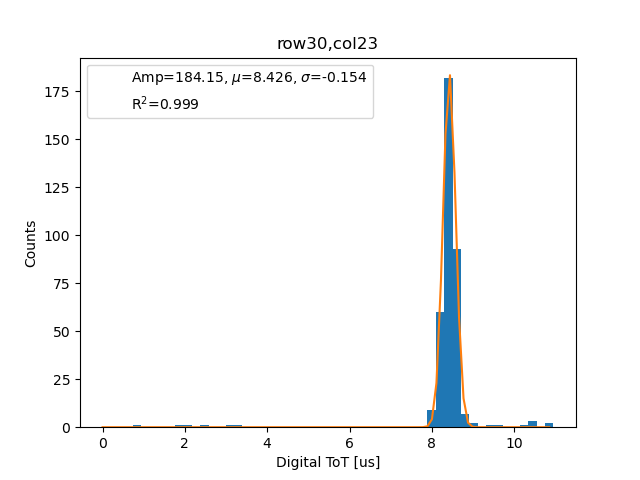 row30,col23
Amp=184.15, μ=8.426, σ=-0.154
R²=0.999
175
150
125
100
75
50
25
0
Counts
0 2 4 6 8 10
Digital ToT [us]